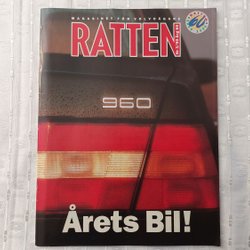 MAGASINET FÖR VOLVOÄGARE
RATTEN
960
Årets Bil!